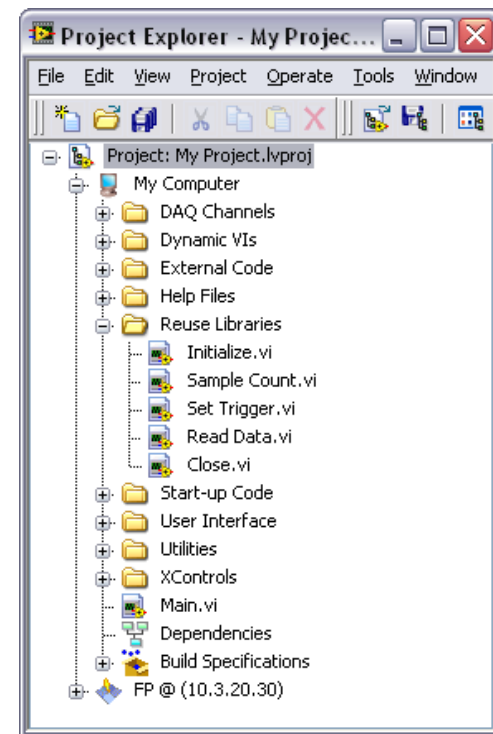 Project Explorer - My Projec...
File Edit View Project Operate Tools Window
Project: My Project.lvproj
My Computer
DAQ Channels
Dynamic VIs
External Code
Help Files
Reuse Libraries
Initialize.vi
Sample Count.vi
Set Trigger.vi
Read Data.vi
Close.vi
Start-up Code
User Interface
Utilities
XControls
Main.vi
Dependencies
Build Specifications
FP @ (10.3.20.30)